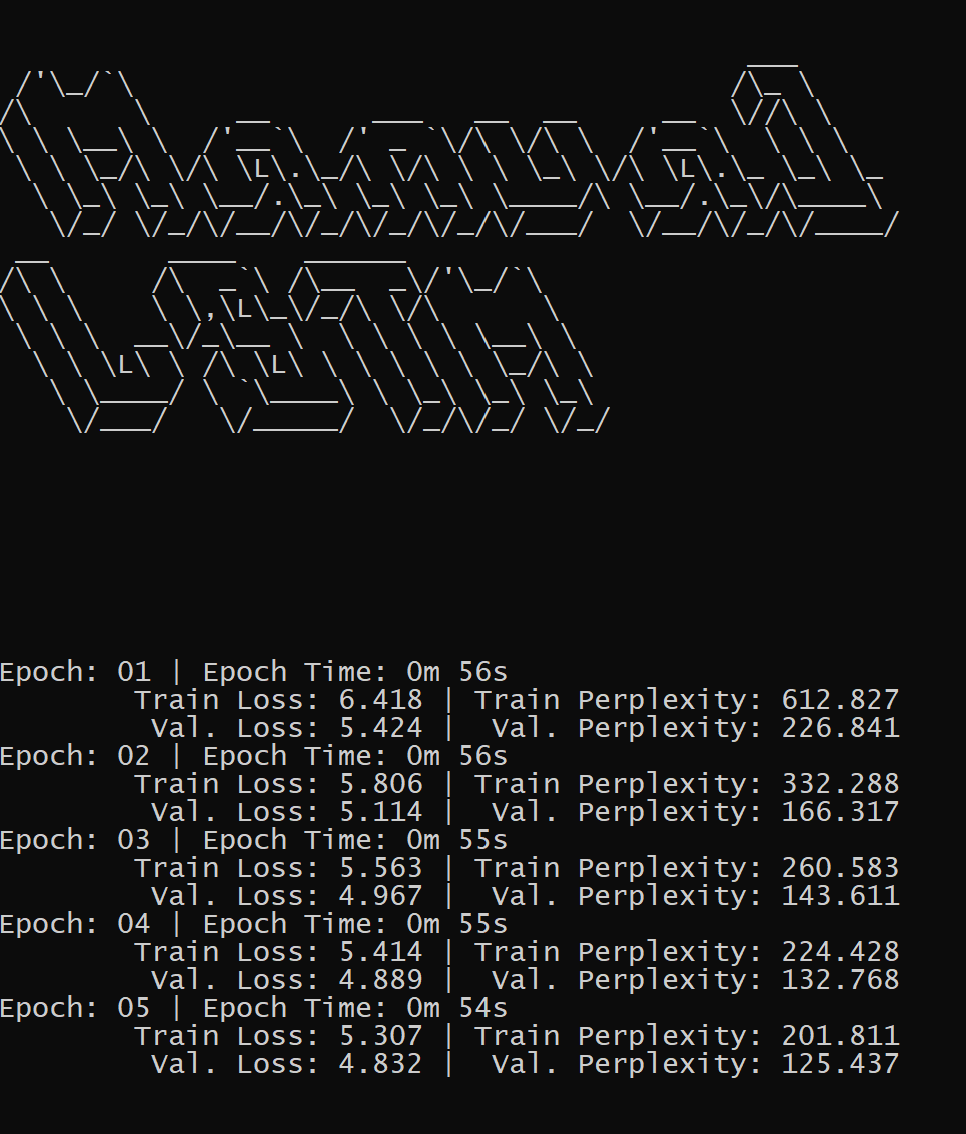 Manual
LSTM
Epoch: 01 | Epoch Time: 0m 56s
Train Loss: 6.418 | Train Perplexity: 612.827
Val. Loss: 5.424 | Val. Perplexity: 226.841
Epoch: 02 | Epoch Time: 0m 56s
Train Loss: 5.806 | Train Perplexity: 332.288
Val. Loss: 5.114 | Val. Perplexity: 166.317
Epoch: 03 | Epoch Time: 0m 55s
Train Loss: 5.563 | Train Perplexity: 260.583
Val. Loss: 4.967 | Val. Perplexity: 143.611
Epoch: 04 | Epoch Time: 0m 55s
Train Loss: 5.414 | Train Perplexity: 224.428
Val. Loss: 4.889 | Val. Perplexity: 132.768
Epoch: 05 | Epoch Time: 0m 54s
Train Loss: 5.307 | Train Perplexity: 201.811
Val. Loss: 4.832 | Val. Perplexity: 125.437